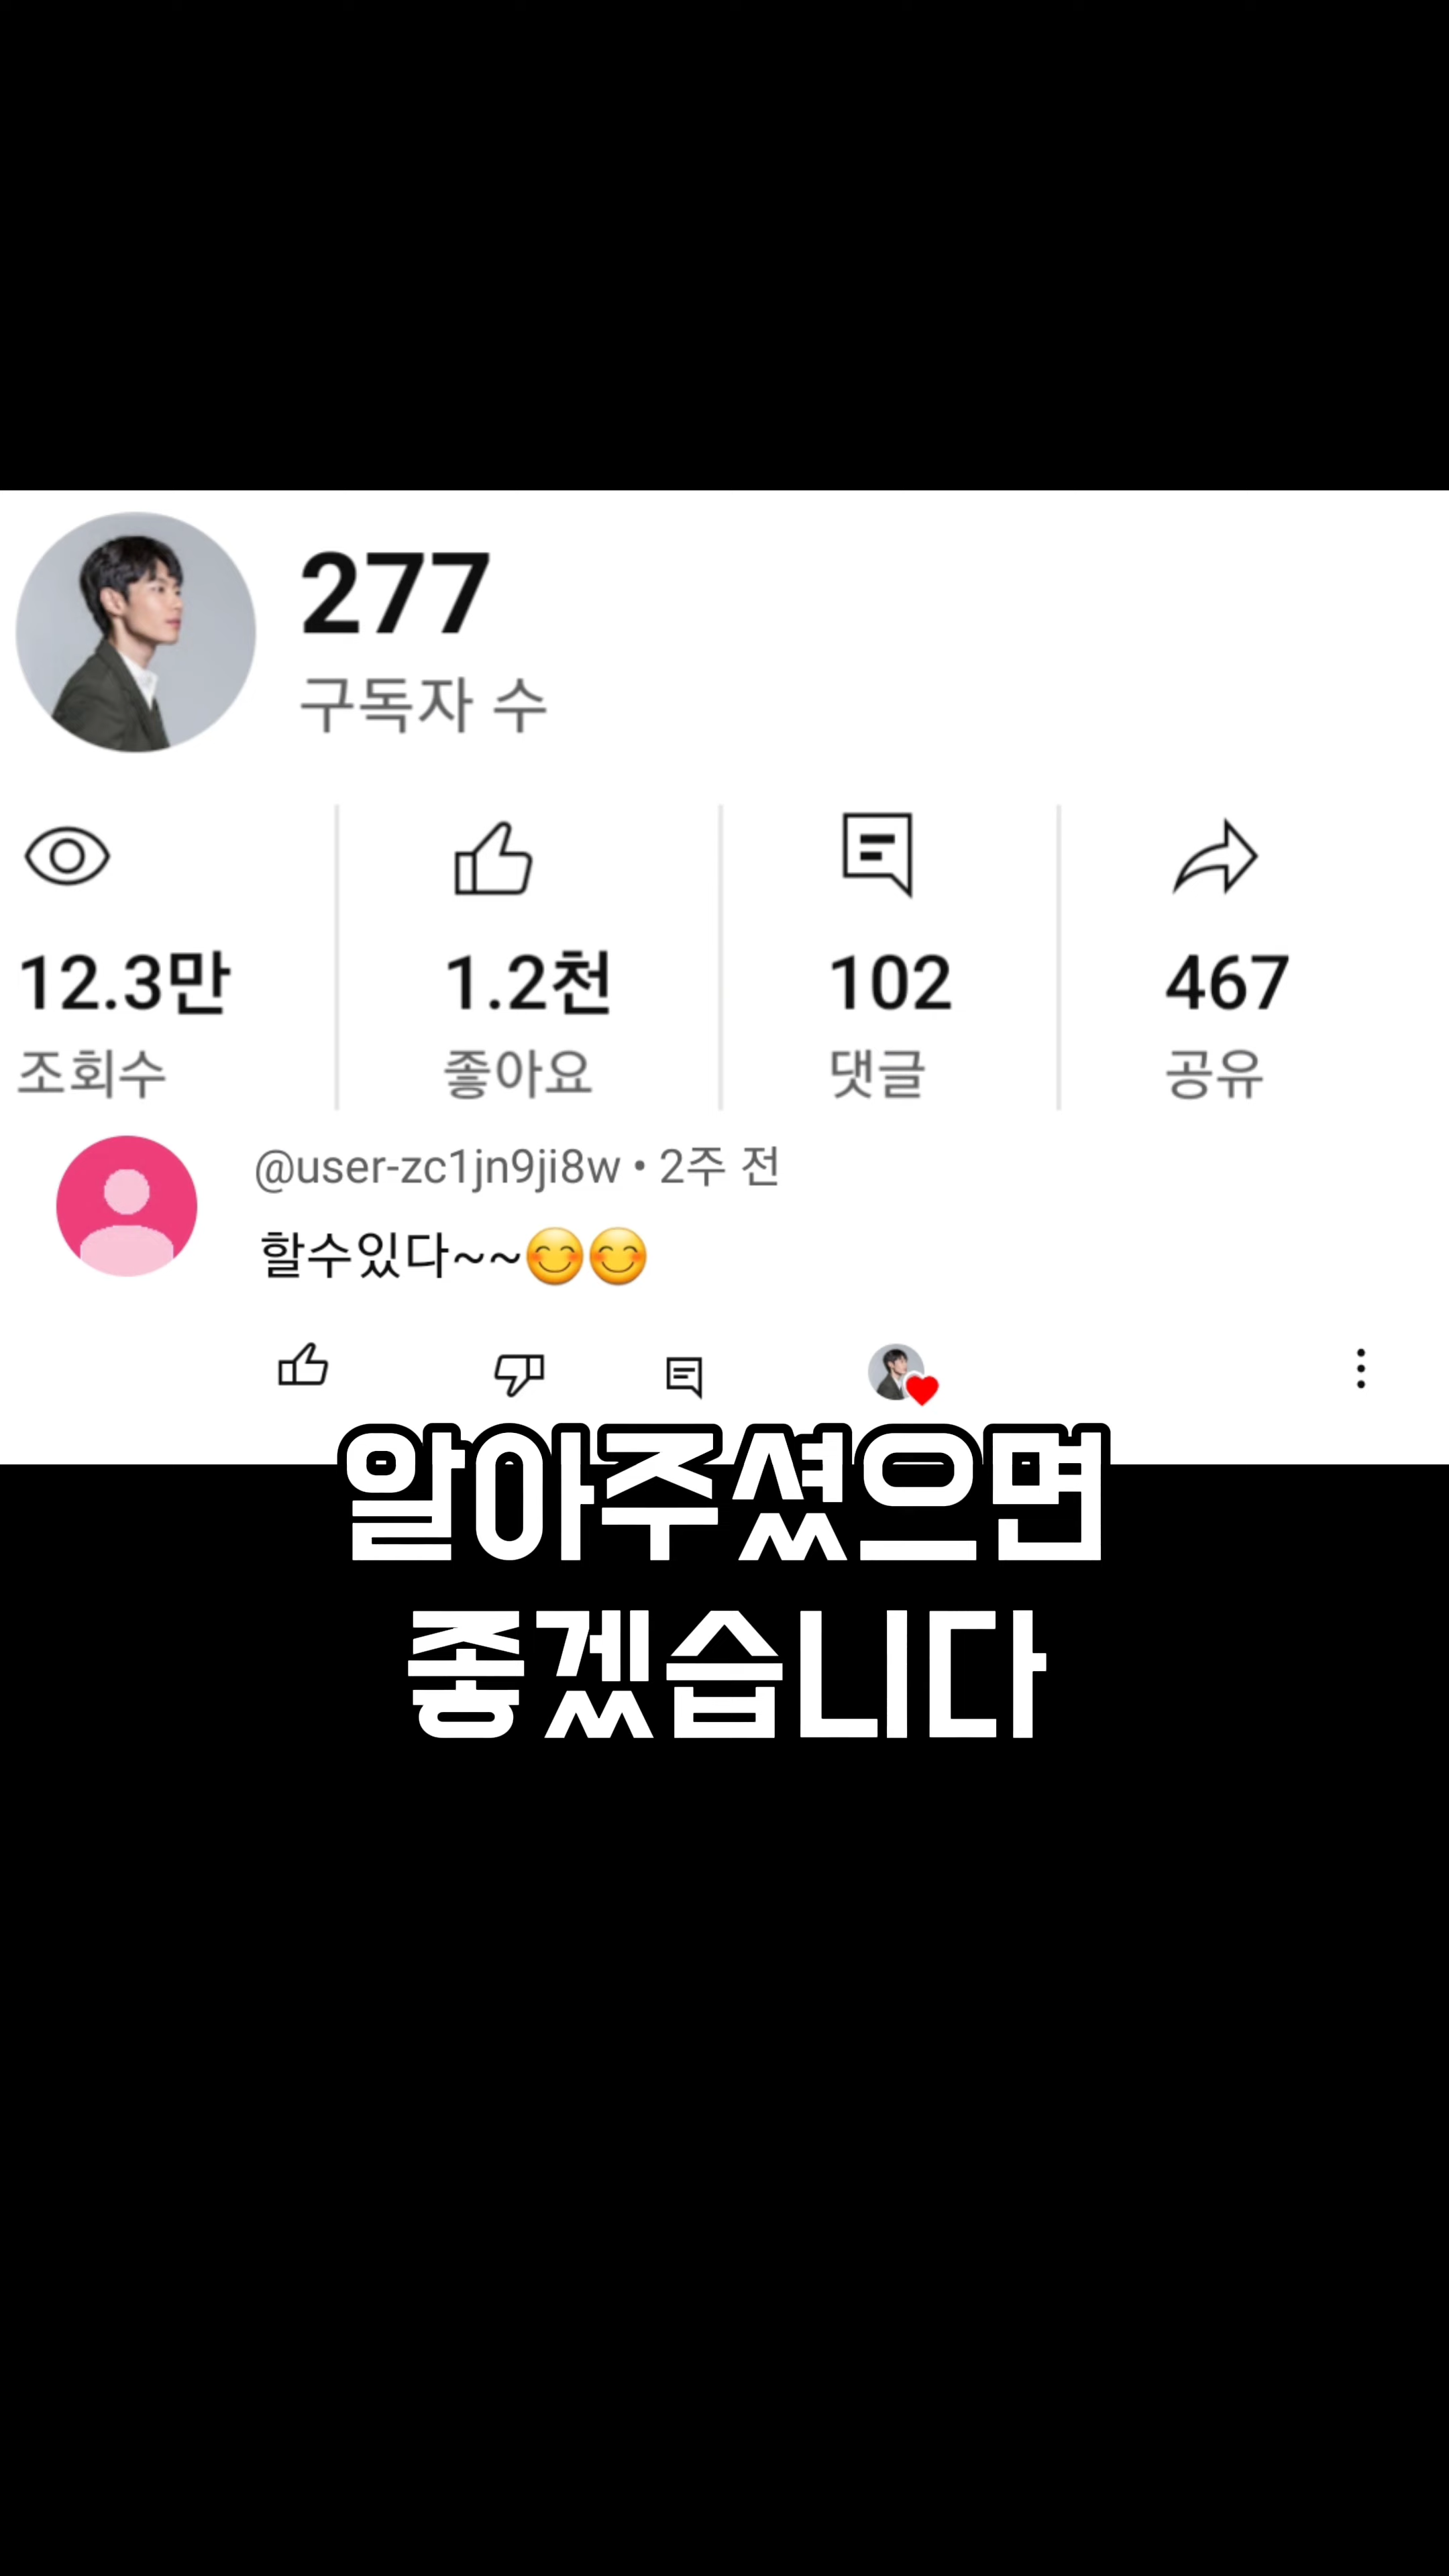 277
구독자 수
12.3만
조회수
1.2천
좋아요
102
댓글
467
공유
@user-zc1jn9ji8w • 2주 전
할수있다~~😊😊
알아주셨으면
좋겠습니다